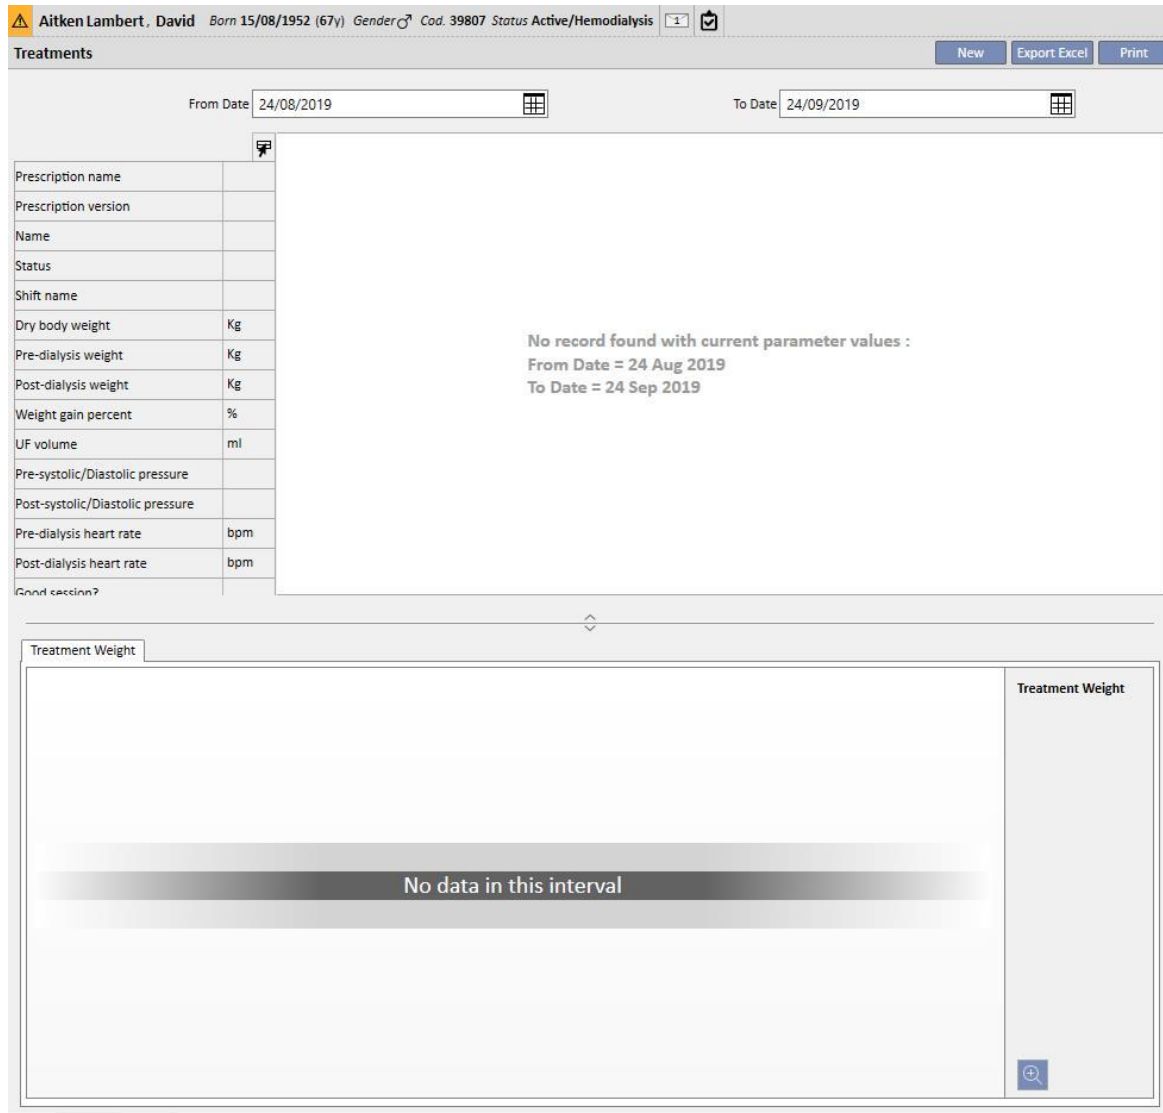 Aitken Lambert, David Born 15/08/1952 (67y) Gender♂ Cod. 39807 Status Active/Hemodialysis 1
Treatments New Export Excel Print
From Date 24/08/2019 To Date 24/09/2019
Prescription name
Prescription version
Name
Status
Shift name
Dry body weight Kg
Pre-dialysis weight Kg
Post-dialysis weight Kg
Weight gain percent %
UF volume ml
Pre-systolic/Diastolic pressure
Post-systolic/Diastolic pressure
Pre-dialysis heart rate bpm
Post-dialysis heart rate bpm
Good session?
No record found with current parameter values :
From Date = 24 Aug 2019
To Date = 24 Sep 2019
Treatment Weight
Treatment Weight
No data in this interval